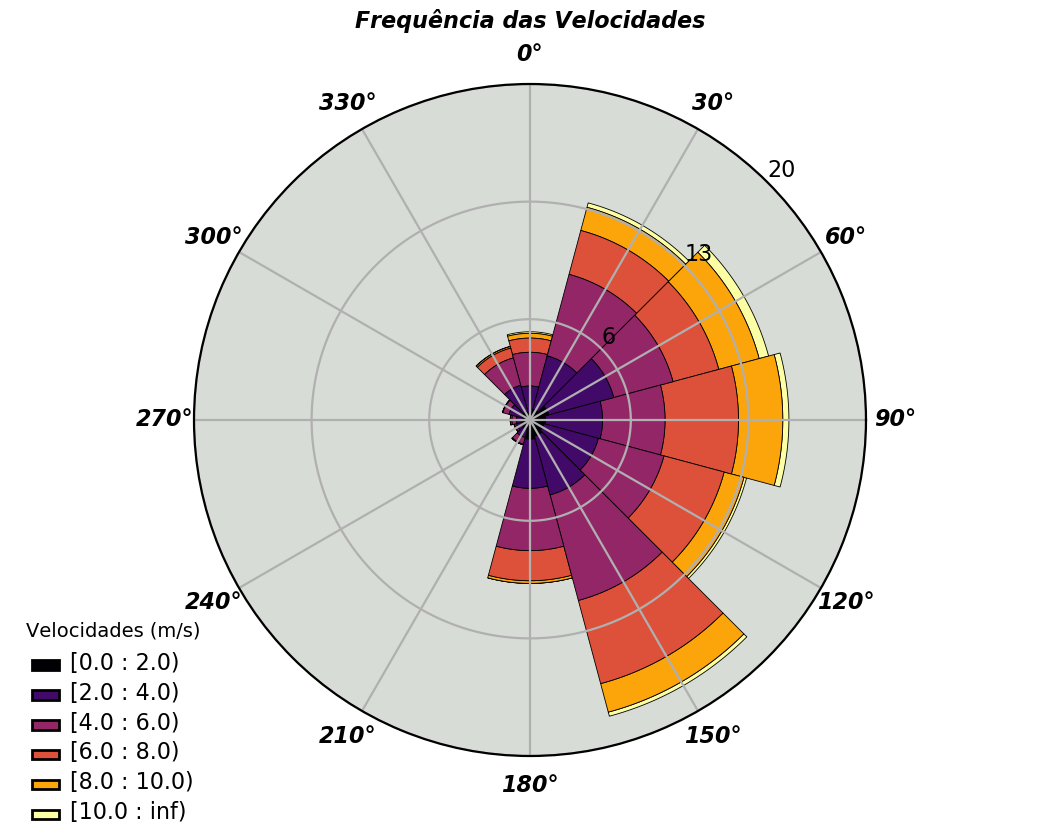 Frequência das Velocidades
0°
330°
30°
20
300°
60°
13
6
270°
90°
240°
120°
210°
150°
180°
Velocidades (m/s)
[0.0 : 2.0)
[2.0 : 4.0)
[4.0 : 6.0)
[6.0 : 8.0)
[8.0 : 10.0)
[10.0 : inf)